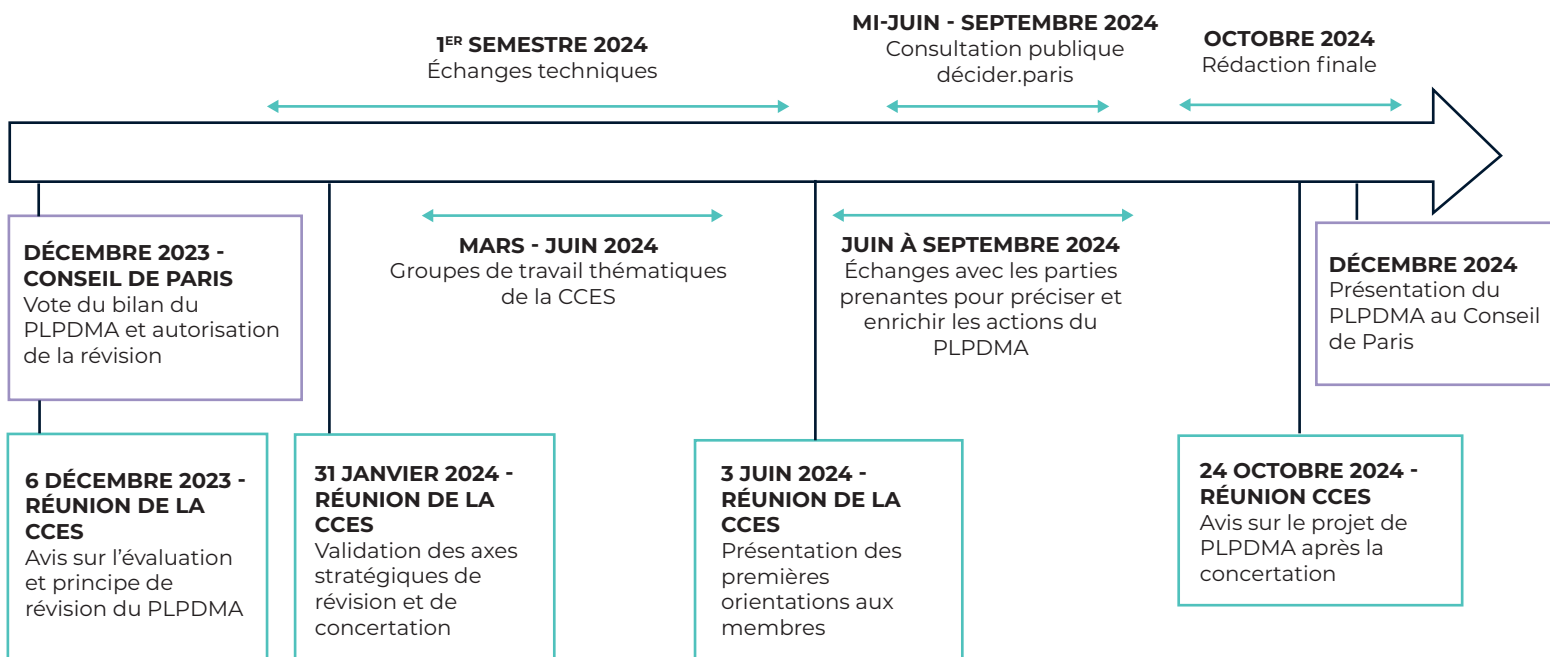 1ER SEMESTRE 2024
Échanges techniques
MI-JUIN - SEPTEMBRE 2024
Consultation publique
décider.paris
OCTOBRE 2024
Rédaction finale
DÉCEMBRE 2023 -
CONSEIL DE PARIS
Vote du bilan du
PLPDMA et autorisation
de la révision
MARS - JUIN 2024
Groupes de travail thématiques
de la CCES
JUIN À SEPTEMBRE 2024
Échanges avec les parties
prenantes pour préciser et
enrichir les actions du
PLPDMA
DÉCEMBRE 2024
Présentation du
PLPDMA au Conseil
de Paris
6 DÉCEMBRE 2023 -
RÉUNION DE LA
CCES
Avis sur l’évaluation
et principe de
révision du PLPDMA
31 JANVIER 2024 -
RÉUNION DE LA
CCES
Validation des axes
stratégiques de
révision et de
concertation
3 JUIN 2024 -
RÉUNION DE LA
CCES
Présentation des
premières
orientations aux
membres
24 OCTOBRE 2024 -
RÉUNION CCES
Avis sur le projet de
PLPDMA après la
concertation